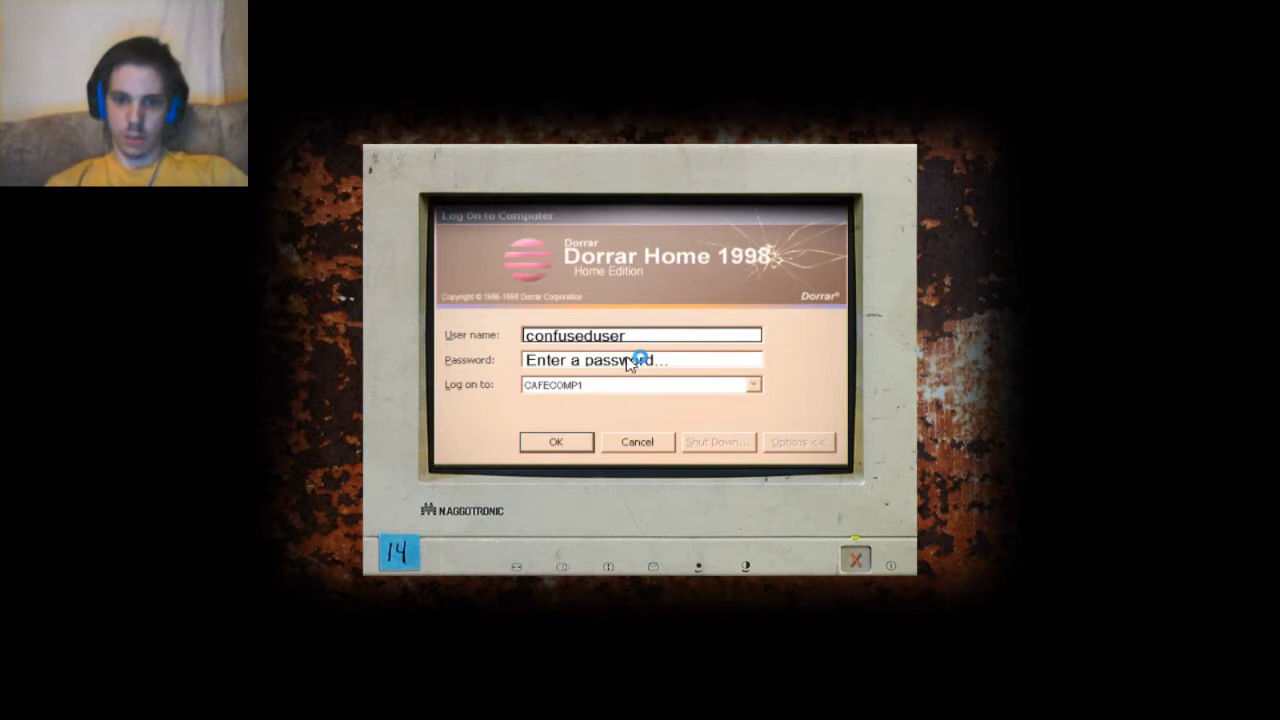 Log On to Computer
Dorrar
Dorrar Home 1998
Home Edition
Copyright © 1986-1998 Dorrar Corporation
Dorrar®
User name: confuseduser
Password: Enter a password...
Log on to: CAFECOMP1
OK Cancel Shut Down... Options <<
NAGGOTRONIC
14
X